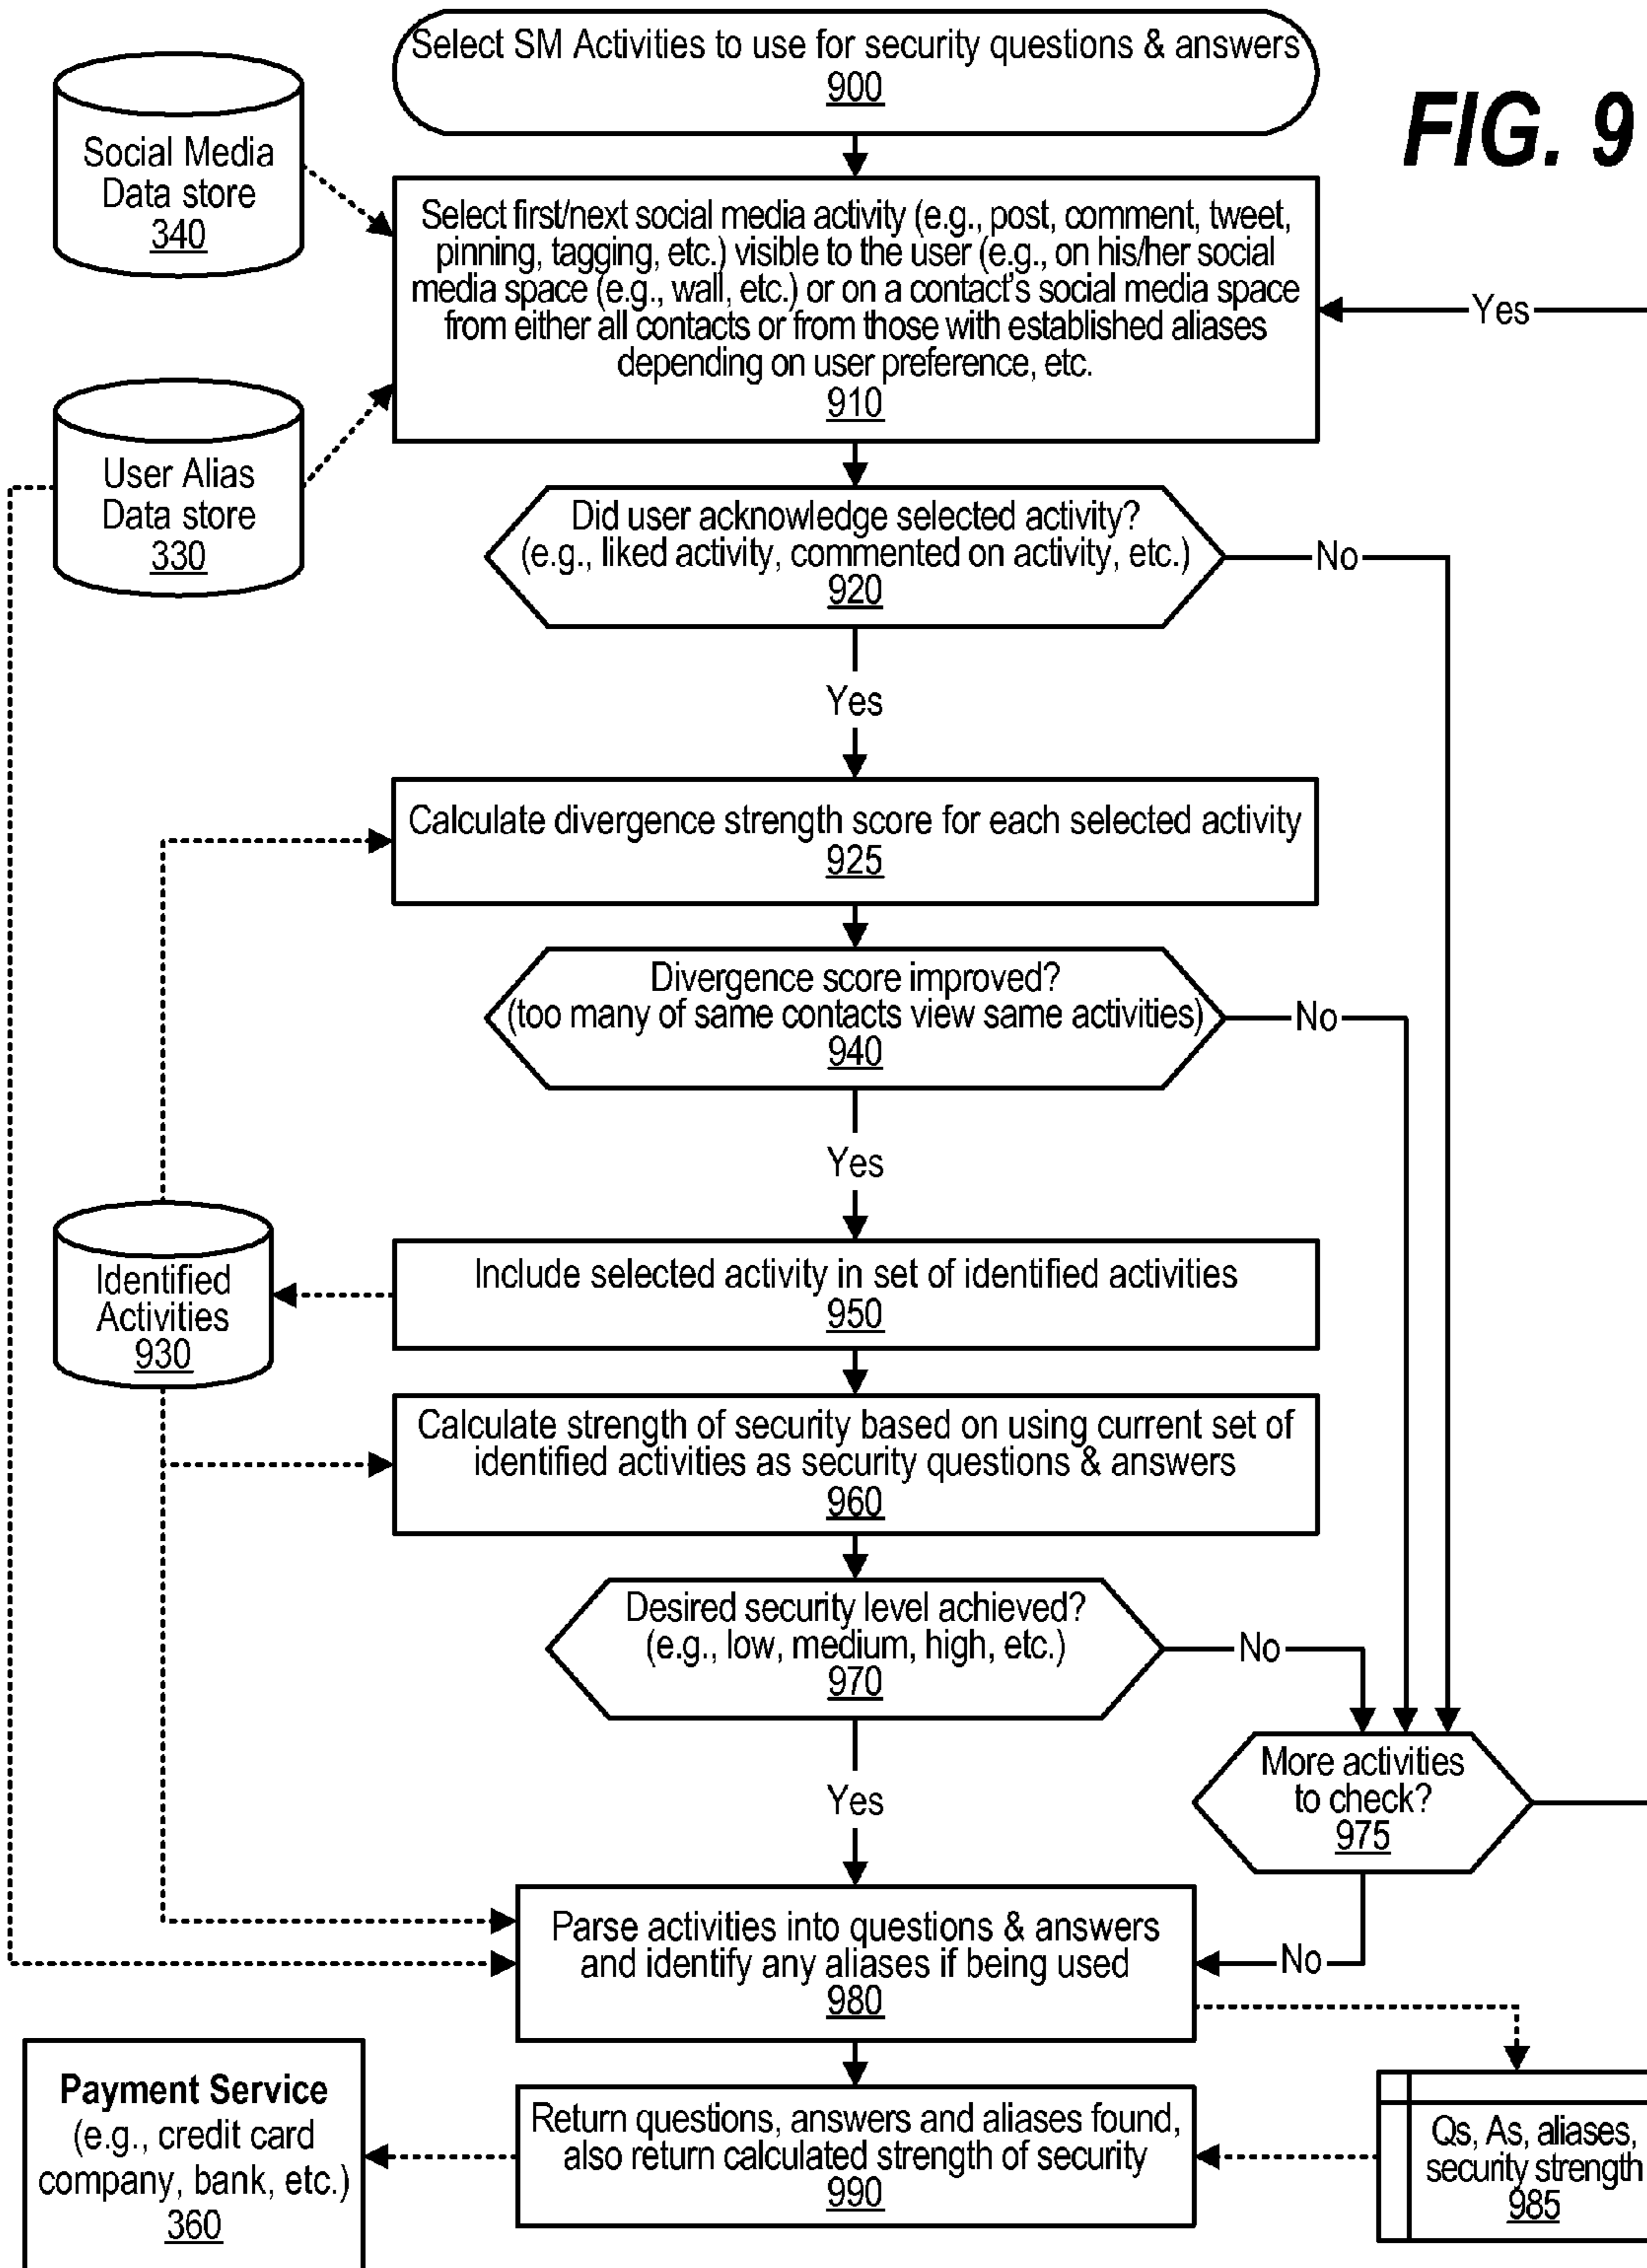 Select SM Activities to use for security questions & answers
900
FIG. 9
Social Media
Data store
340
Select first/next social media activity (e.g., post, comment, tweet,
pinning, tagging, etc.) visible to the user (e.g., on his/her social
media space (e.g., wall, etc.) or on a contact's social media space
from either all contacts or from those with established aliases
depending on user preference, etc.
910
Yes
User Alias
Data store
330
Did user acknowledge selected activity?
(e.g., liked activity, commented on activity, etc.)
920
No
Yes
Calculate divergence strength score for each selected activity
925
Divergence score improved?
(too many of same contacts view same activities)
940
No
Yes
Identified
Activities
930
Include selected activity in set of identified activities
950
Calculate strength of security based on using current set of
identified activities as security questions & answers
960
Desired security level achieved?
(e.g., low, medium, high, etc.)
970
No
Yes
More activities
to check?
975
No
Parse activities into questions & answers
and identify any aliases if being used
980
Payment Service
(e.g., credit card
company, bank, etc.)
360
Return questions, answers and aliases found,
also return calculated strength of security
990
Qs, As, aliases,
security strength
985